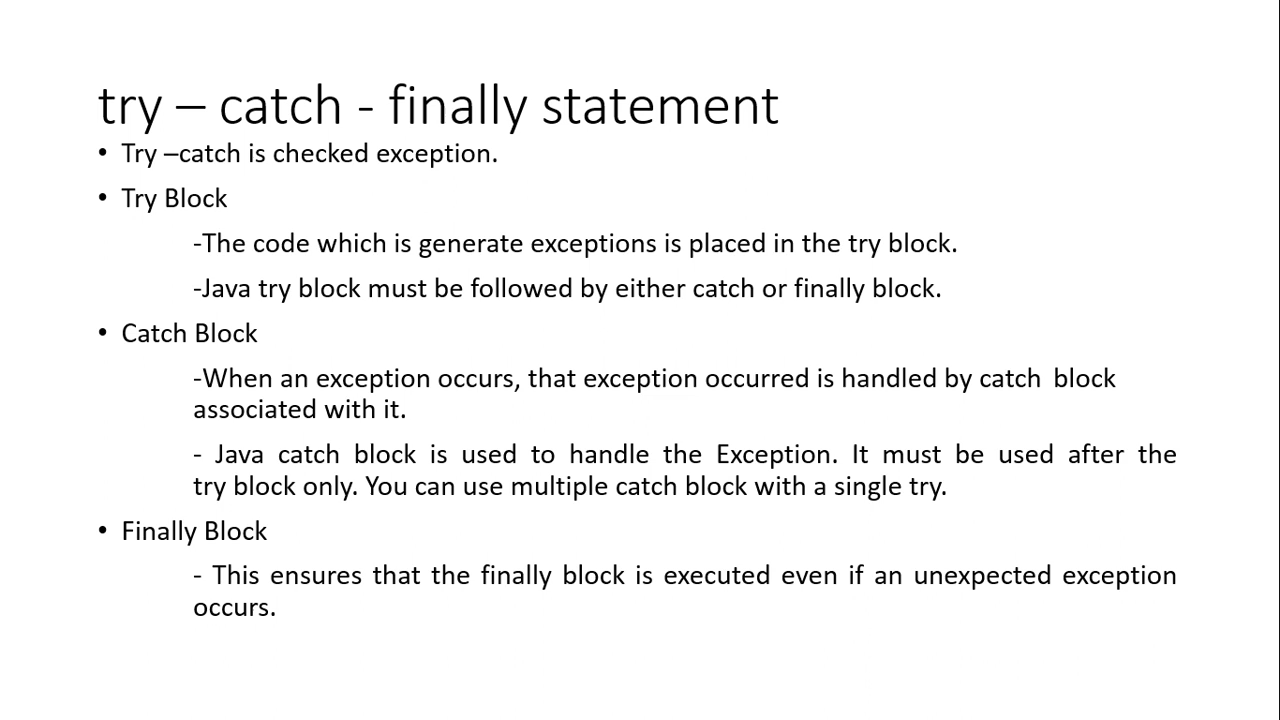 try – catch - finally statement
• Try –catch is checked exception.
• Try Block
-The code which is generate exceptions is placed in the try block.
-Java try block must be followed by either catch or finally block.
• Catch Block
-When an exception occurs, that exception occurred is handled by catch block
associated with it.
- Java catch block is used to handle the Exception. It must be used after the
try block only. You can use multiple catch block with a single try.
• Finally Block
- This ensures that the finally block is executed even if an unexpected exception
occurs.